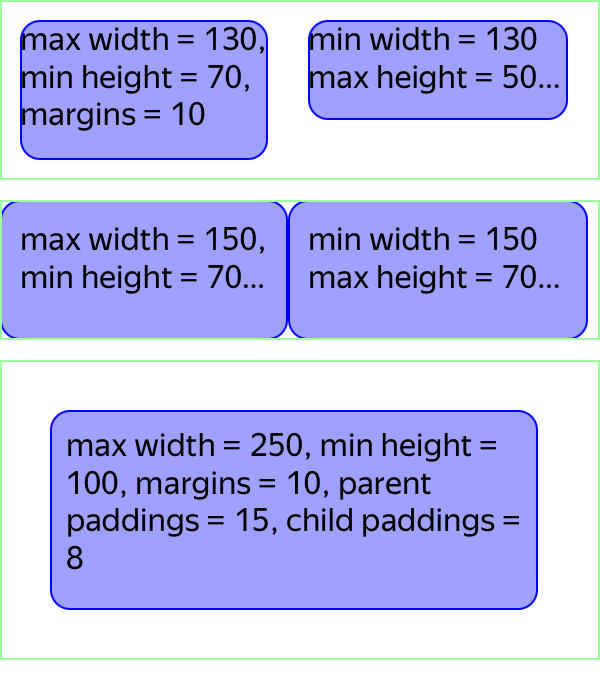 max width = 130,
min height = 70,
margins = 10
min width = 130
max height = 50...
max width = 150,
min height = 70...
min width = 150
max height = 70...
max width = 250, min height =
100, margins = 10, parent
paddings = 15, child paddings =
8